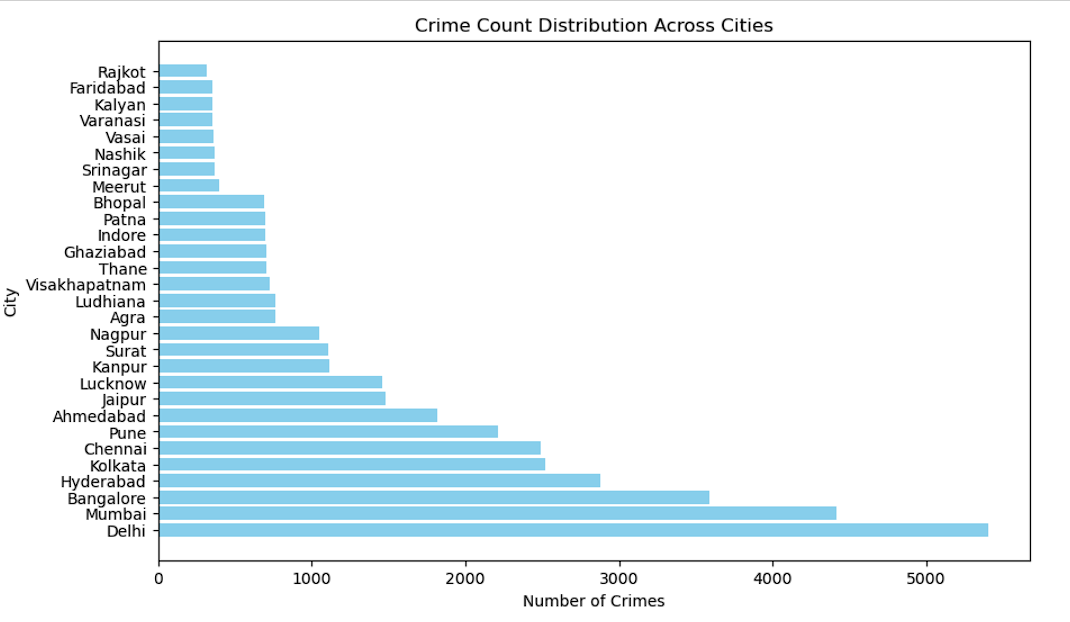 Crime Count Distribution Across Cities
Rajkot
Faridabad
Kalyan
Varanasi
Vasai
Nashik
Srinagar
Meerut
Bhopal
Patna
Indore
Ghaziabad
Thane
Visakhapatnam
Ludhiana
Agra
Nagpur
Surat
Kanpur
Lucknow
Jaipur
Ahmedabad
Pune
Chennai
Kolkata
Hyderabad
Bangalore
Mumbai
Delhi
City
0 1000 2000 3000 4000 5000
Number of Crimes